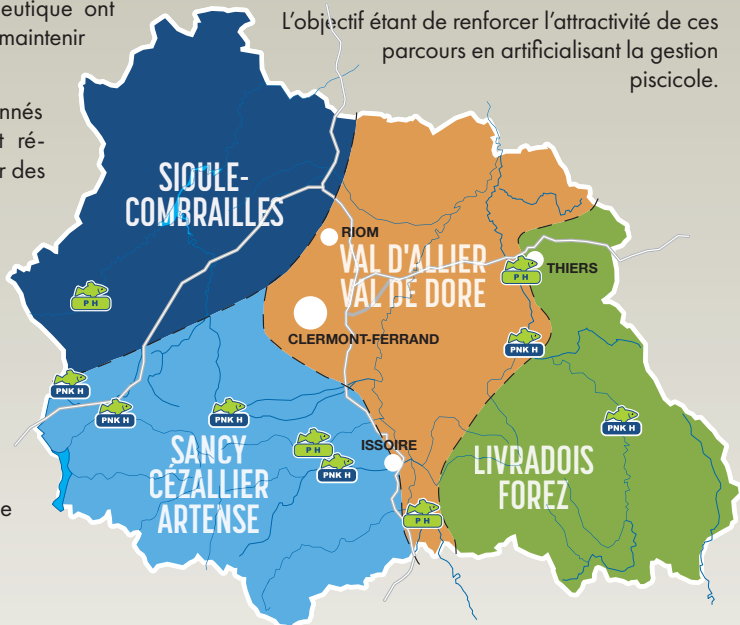 eutique ont
maintenir
nnés
t ré-
r des
e
L'objectif étant de renforcer l'attractivité de ces
parcours en artificialisant la gestion
piscicole.
SIOULE-
COMBRAILLES
RIOM
VAL D'ALLIER
VAL DE DORE
THIERS
P H
P H
CLERMONT-FERRAND
PNK H
PNK H
PNK H
PNK H
PNK H
SANCY
CÉZALLIER
ARTENSE
P H
PNK H
ISSOIRE
LIVRADOIS
FOREZ
P H